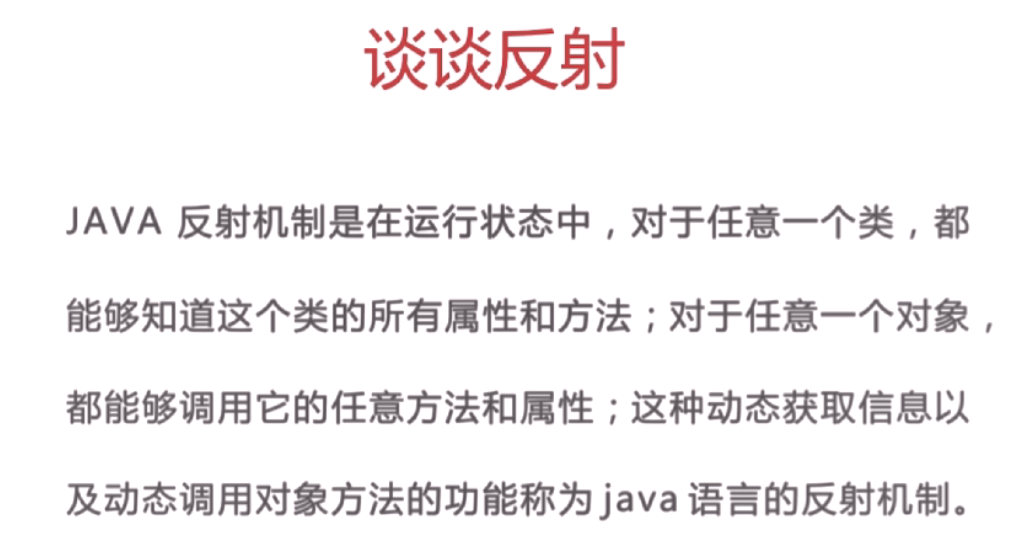 谈谈反射
JAVA 反射机制是在运行状态中，对于任意一个类，都
能够知道这个类的所有属性和方法；对于任意一个对象，
都能够调用它的任意方法和属性；这种动态获取信息以
及动态调用对象方法的功能称为java语言的反射机制。